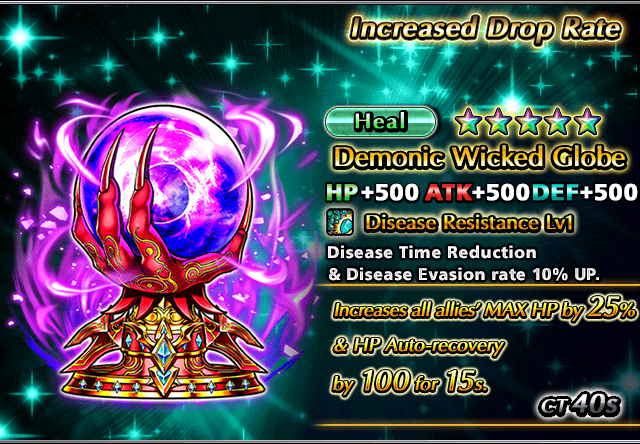 Increased Drop Rate
Heal
Demonic Wicked Globe
HP+500 ATK+500 DEF+500
Disease Resistance Lv1
Disease Time Reduction
& Disease Evasion rate 10% UP.
Increases all allies' MAX HP by 25%
& HP Auto-recovery
by 100 for 15s.
CT 40s